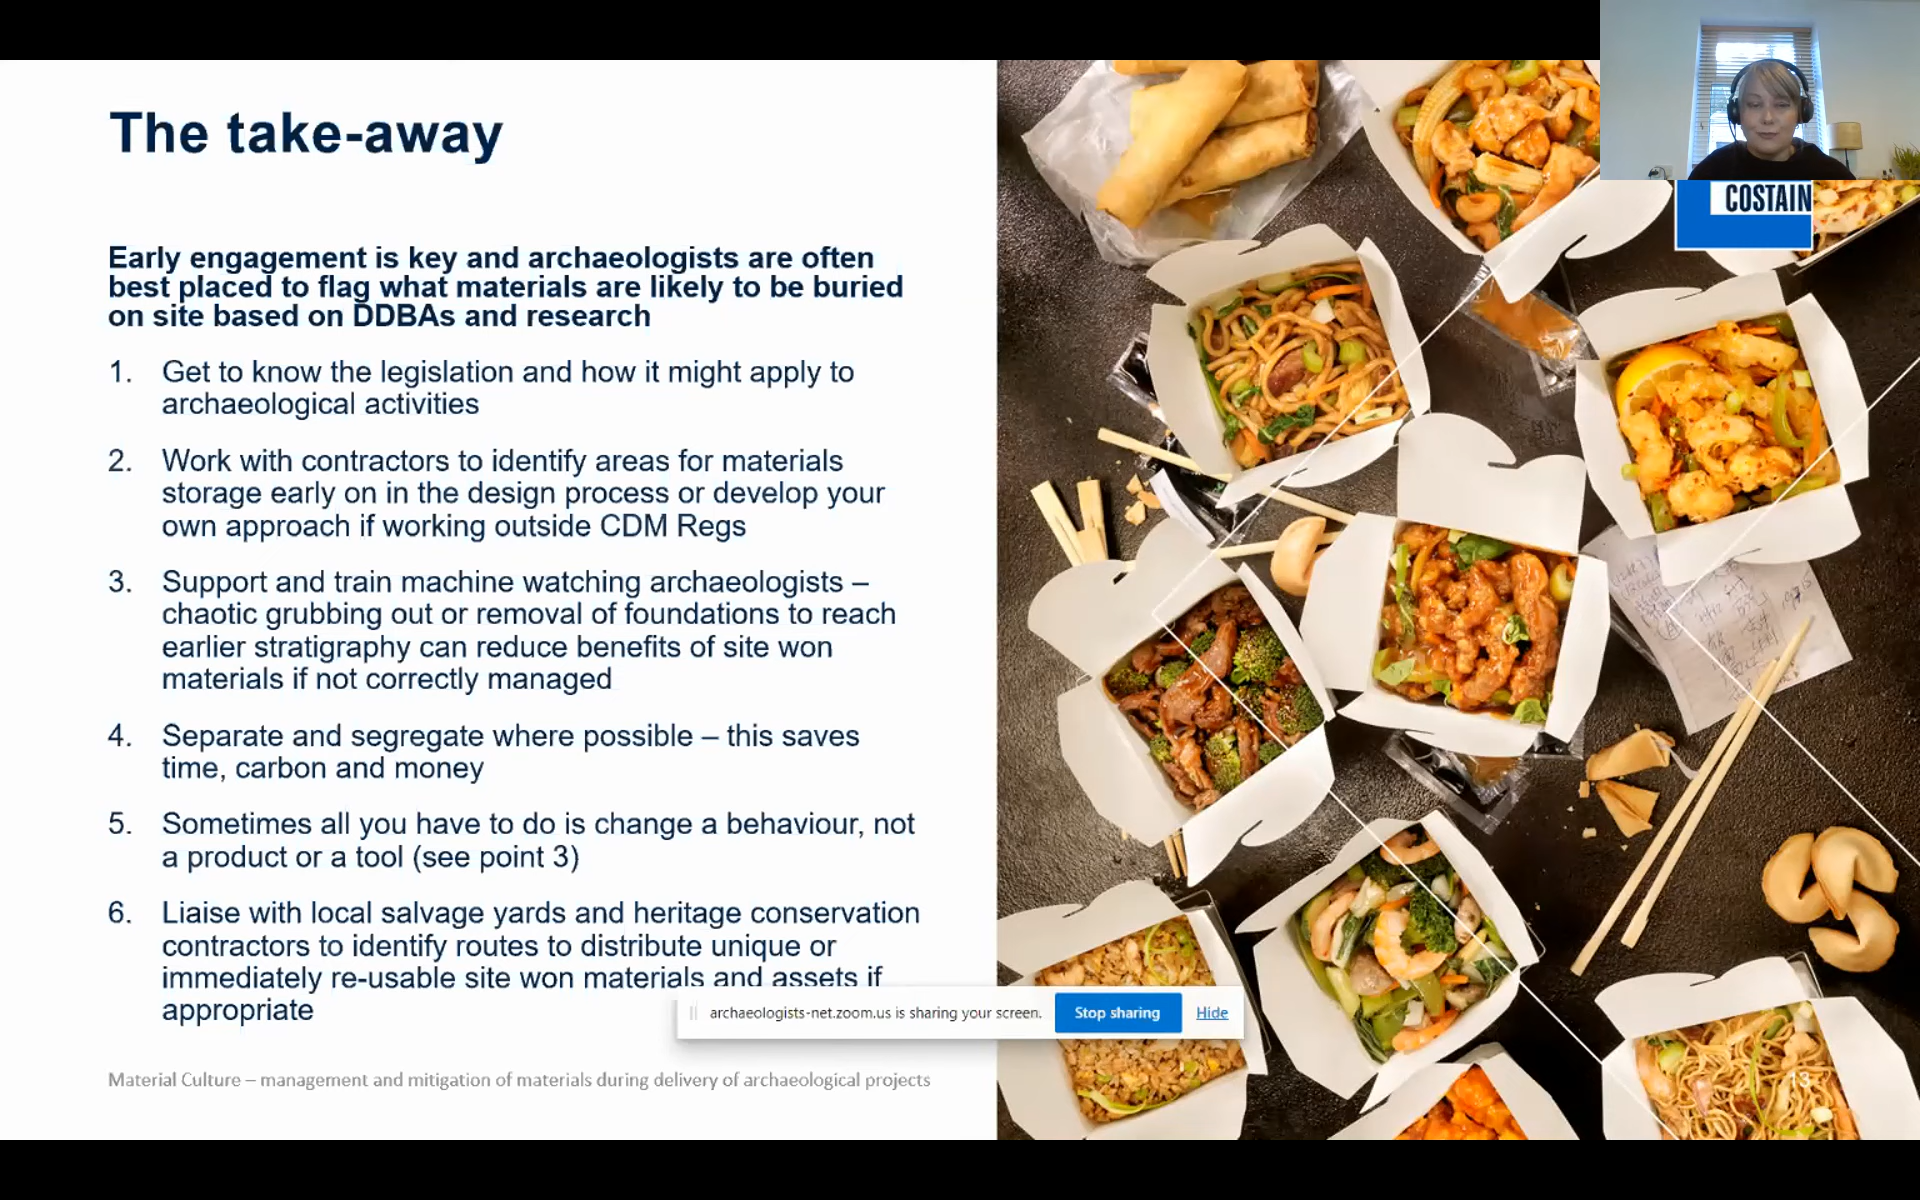 The take-away
COSTAIN
Early engagement is key and archaeologists are often
best placed to flag what materials are likely to be buried
on site based on DDBAs and research
1. Get to know the legislation and how it might apply to
archaeological activities
2. Work with contractors to identify areas for materials
storage early on in the design process or develop your
own approach if working outside CDM Regs
3. Support and train machine watching archaeologists –
chaotic grubbing out or removal of foundations to reach
earlier stratigraphy can reduce benefits of site won
materials if not correctly managed
4. Separate and segregate where possible – this saves
time, carbon and money
5. Sometimes all you have to do is change a behaviour, not
a product or a tool (see point 3)
6. Liaise with local salvage yards and heritage conservation
contractors to identify routes to distribute unique or
immediately re-usable site won materials and assets if
appropriate
archaeologists-net.zoom.us is sharing your screen.
Stop sharing
Hide
Material Culture – management and mitigation of materials during delivery of archaeological projects
13